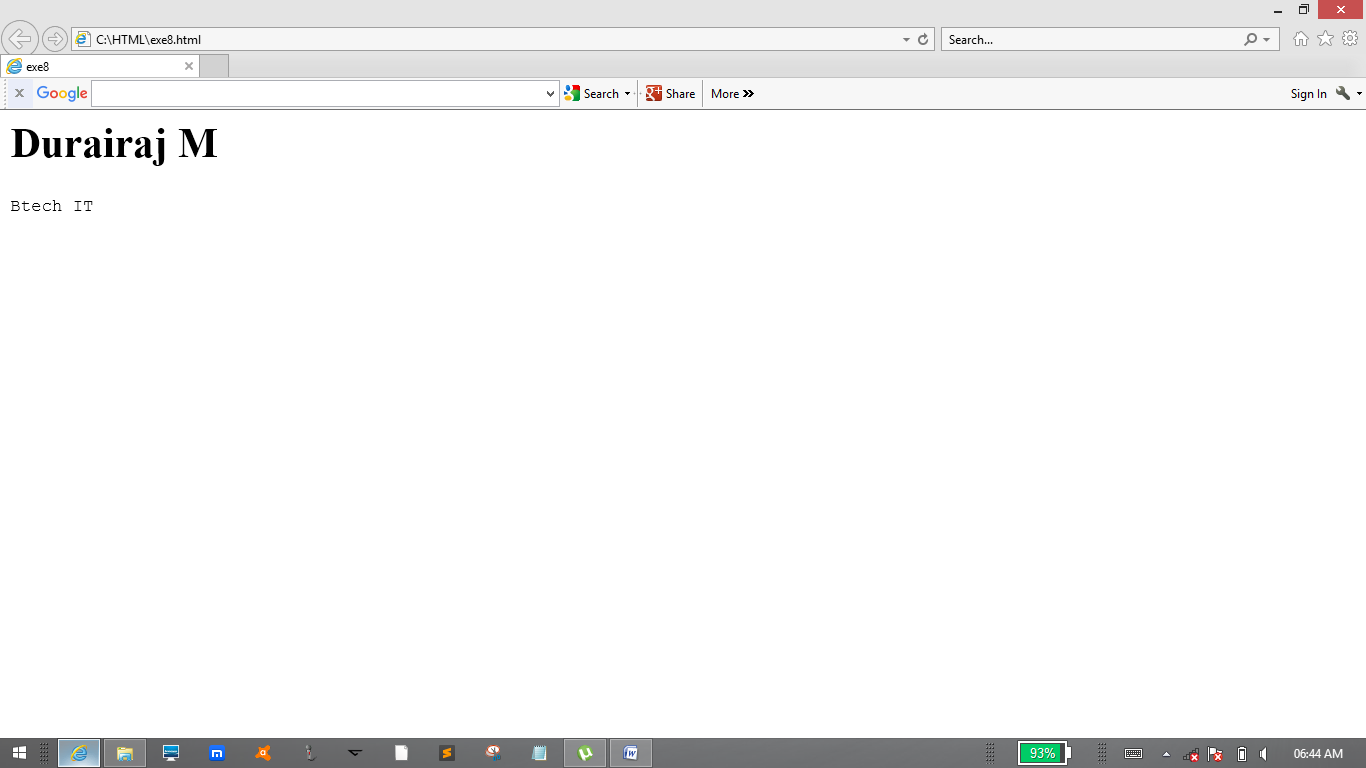 C:\HTML\exe8.html
Search...
exe8
x Google Search Share More Sign In
Durairaj M
Btech IT
93% 06:44 AM